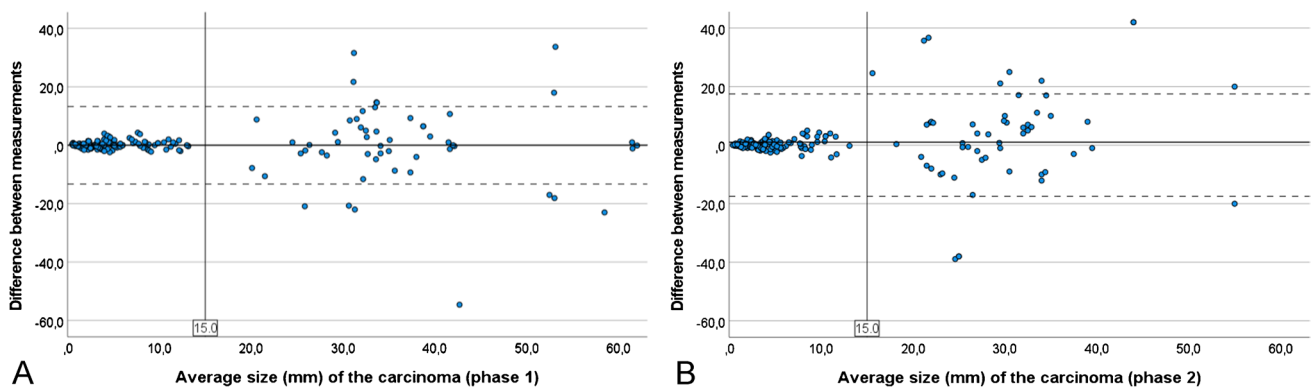 40,0
20,0
,0
-20,0
-40,0
-60,0
Difference between measurements
15.0
,0 10,0 20,0 30,0 40,0 50,0 60,0
Average size (mm) of the carcinoma (phase 1)
A
40,0
20,0
,0
-20,0
-40,0
-60,0
Difference between measurements
15.0
,0 10,0 20,0 30,0 40,0 50,0 60,0
Average size (mm) of the carcinoma (phase 2)
B